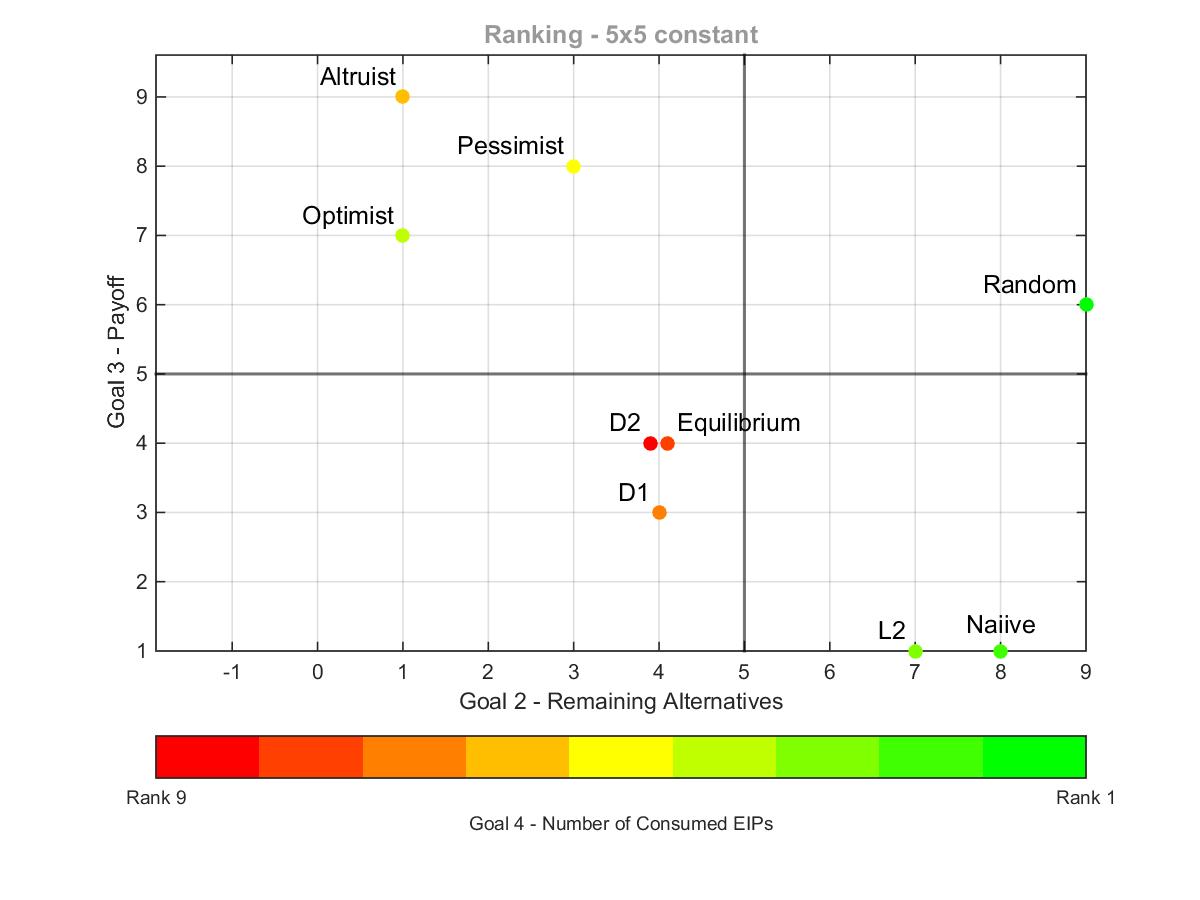 Ranking - 5x5 constant
Altruist
Pessimist
Optimist
Random
D2
Equilibrium
D1
L2
Naiive
Goal 3 - Payoff
9
8
7
6
5
4
3
2
1
-1 0 1 2 3 4 5 6 7 8 9
Goal 2 - Remaining Alternatives
Rank 9
Rank 1
Goal 4 - Number of Consumed EIPs